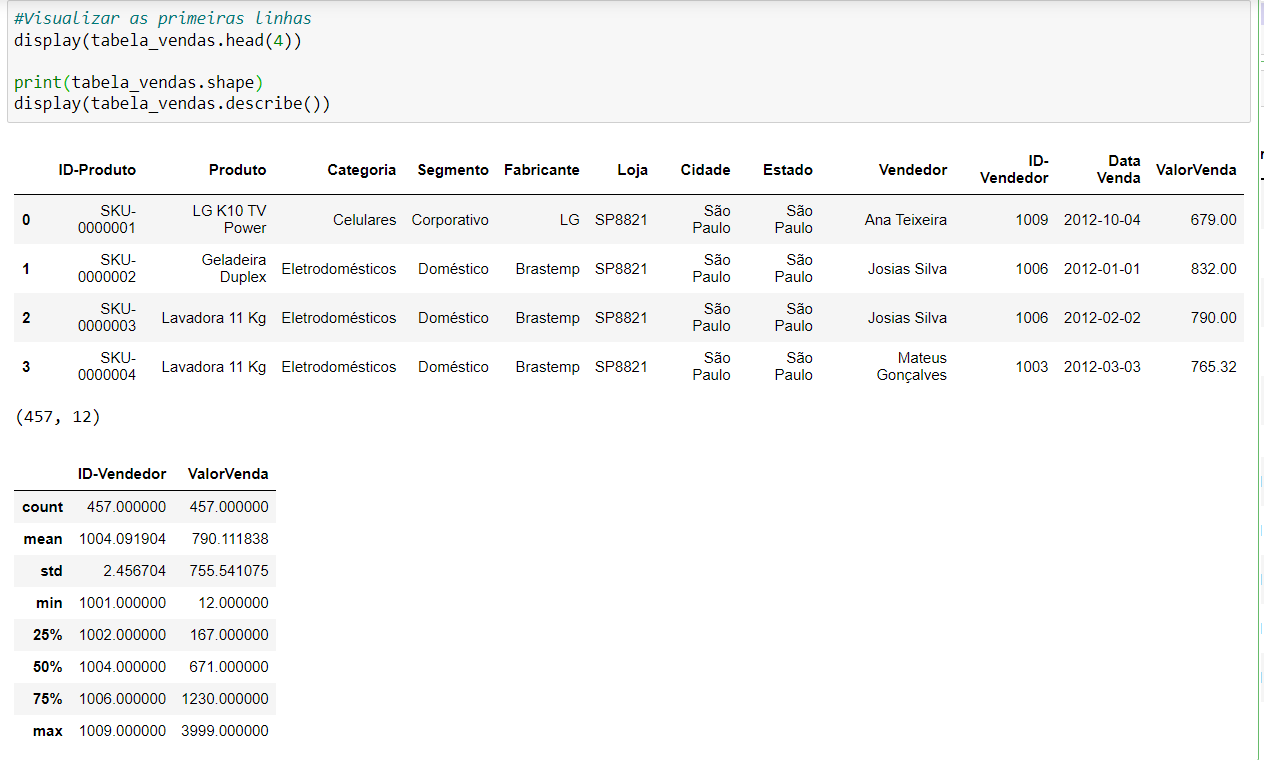 #Visualizar as primeiras linhas
display(tabela_vendas.head(4))
print(tabela_vendas.shape)
display(tabela_vendas.describe())
ID-Produto Produto Categoria Segmento Fabricante Loja Cidade Estado Vendedor ID-Vendedor Data Venda ValorVenda
0 SKU-0000001 LG K10 TV Power Celulares Corporativo LG SP8821 São Paulo São Paulo Ana Teixeira 1009 2012-10-04 679.00
1 SKU-0000002 Geladeira Duplex Eletrodomésticos Doméstico Brastemp SP8821 São Paulo São Paulo Josias Silva 1006 2012-01-01 832.00
2 SKU-0000003 Lavadora 11 Kg Eletrodomésticos Doméstico Brastemp SP8821 São Paulo São Paulo Josias Silva 1006 2012-02-02 790.00
3 SKU-0000004 Lavadora 11 Kg Eletrodomésticos Doméstico Brastemp SP8821 São Paulo São Paulo Mateus Gonçalves 1003 2012-03-03 765.32
(457, 12)
ID-Vendedor ValorVenda
count 457.000000 457.000000
mean 1004.091904 790.111838
std 2.456704 755.541075
min 1001.000000 12.000000
25% 1002.000000 167.000000
50% 1004.000000 671.000000
75% 1006.000000 1230.000000
max 1009.000000 3999.000000